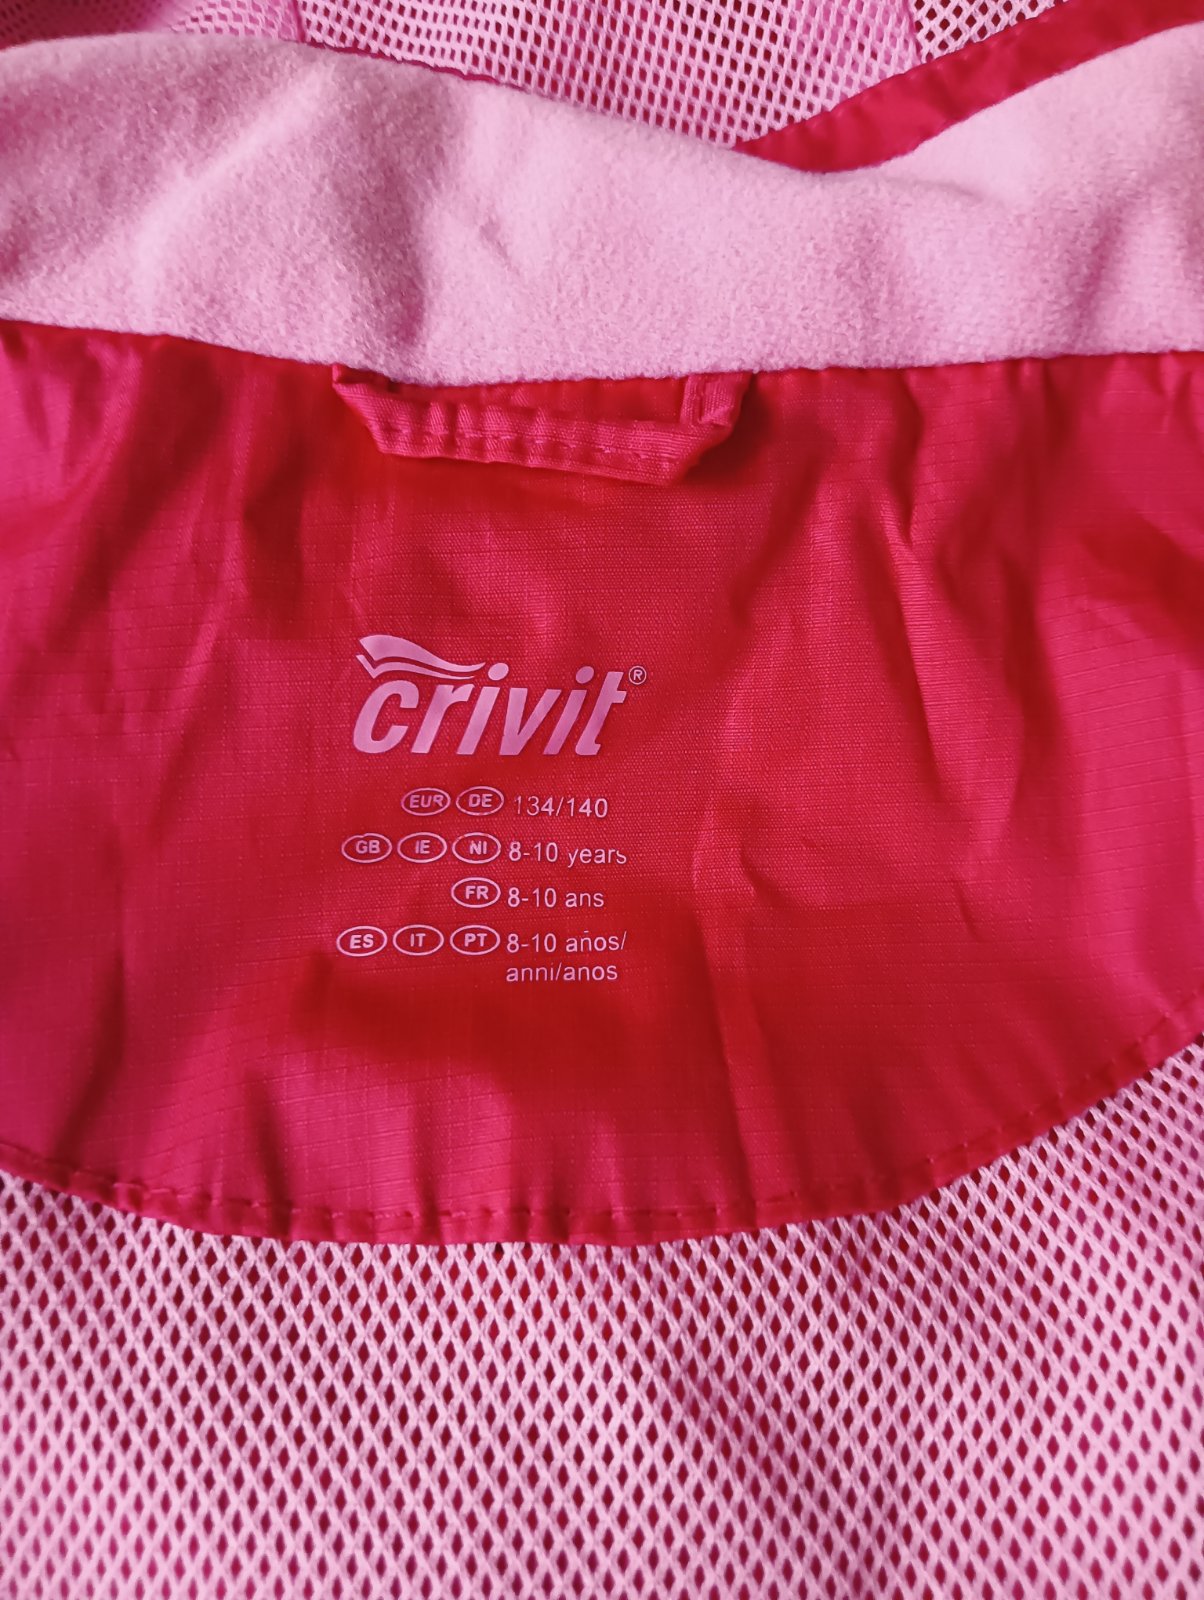 crivit®
EUR DE 134/140
GB IE NI 8-10 years
FR 8-10 ans
ES IT PT 8-10 años/
anni/anos